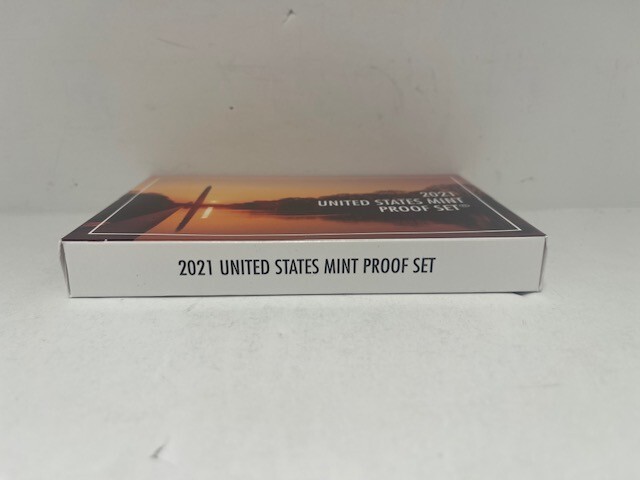 2021
UNITED STATES MINT
PROOF SET®
2021 UNITED STATES MINT PROOF SET